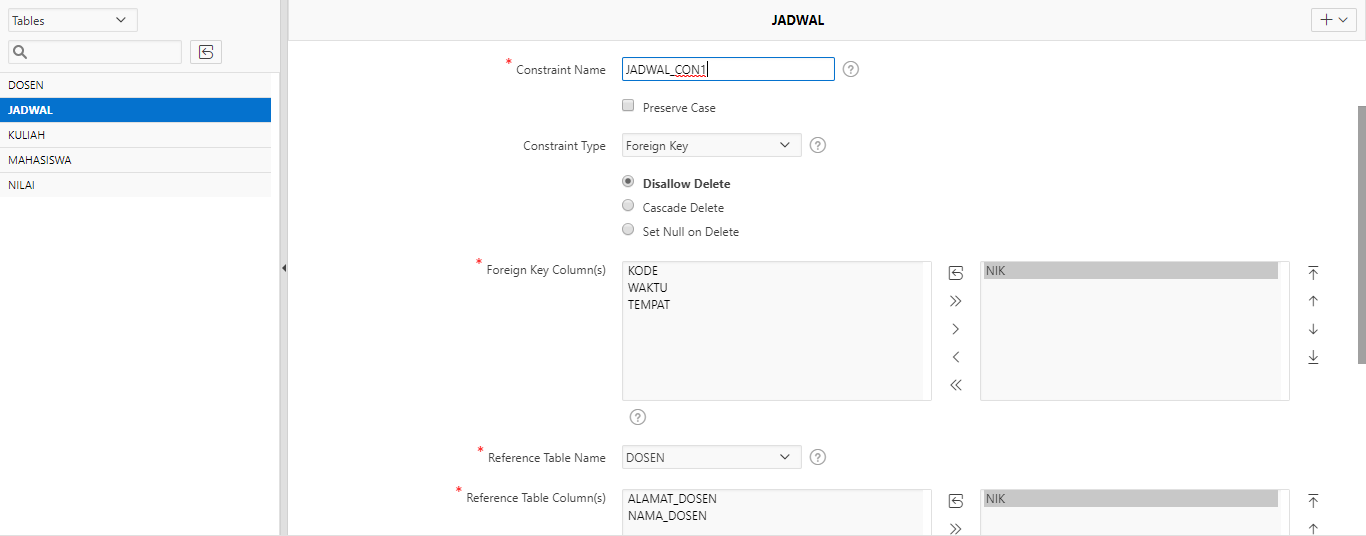 Tables
JADWAL
DOSEN
JADWAL
KULIAH
MAHASISWA
NILAI
* Constraint Name JADWAL_CON1 ?
Preserve Case
Constraint Type Foreign Key ?
Disallow Delete
Cascade Delete
Set Null on Delete
* Foreign Key Column(s) KODE NIK
WAKTU
TEMPAT
?
* Reference Table Name DOSEN ?
* Reference Table Column(s) ALAMAT_DOSEN NIK
NAMA_DOSEN